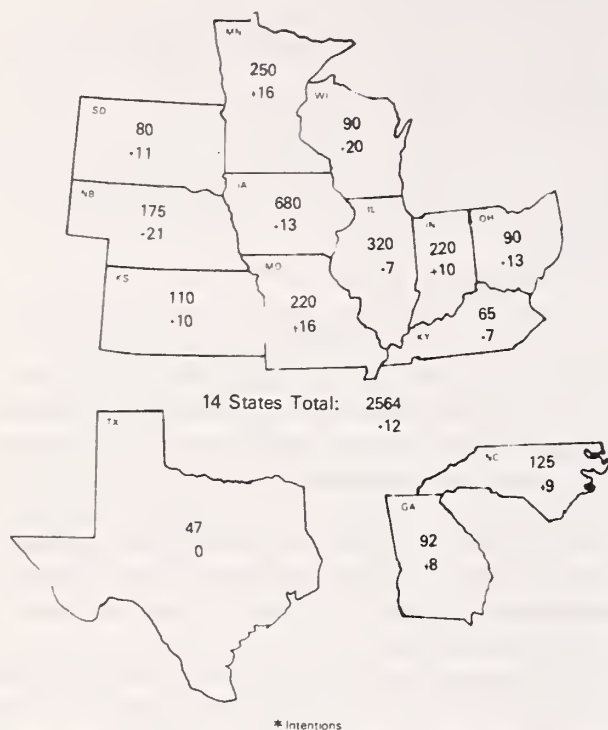 MN
250
+16
WI
90
+20
SD
80
+11
NB
175
-21
IA
680
-13
IL
320
-7
IN
220
+10
OH
90
+13
KS
110
-10
MO
220
+16
KY
65
-7
14 States Total: 2564
+12
TX
47
0
NC
125
+9
GA
92
+8
* Intentions